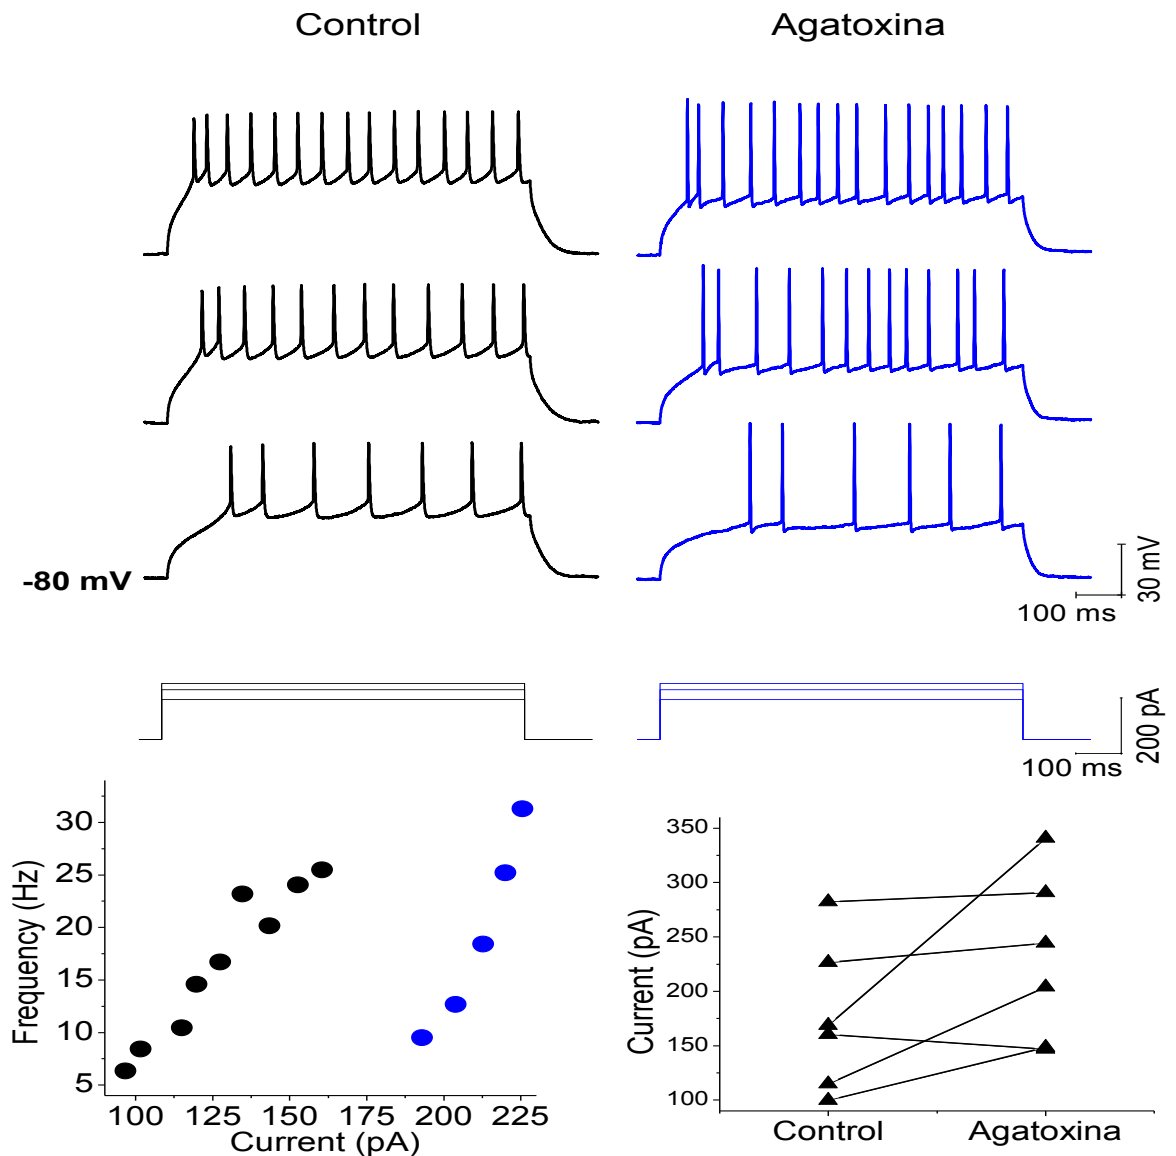 Control
Agatoxina
-80 mV
30 mV
100 ms
200 pA
100 ms
Frequency (Hz)
30
25
20
15
10
5
100 125 150 175 200 225
Current (pA)
Current (pA)
350
300
250
200
150
100
Control Agatoxina